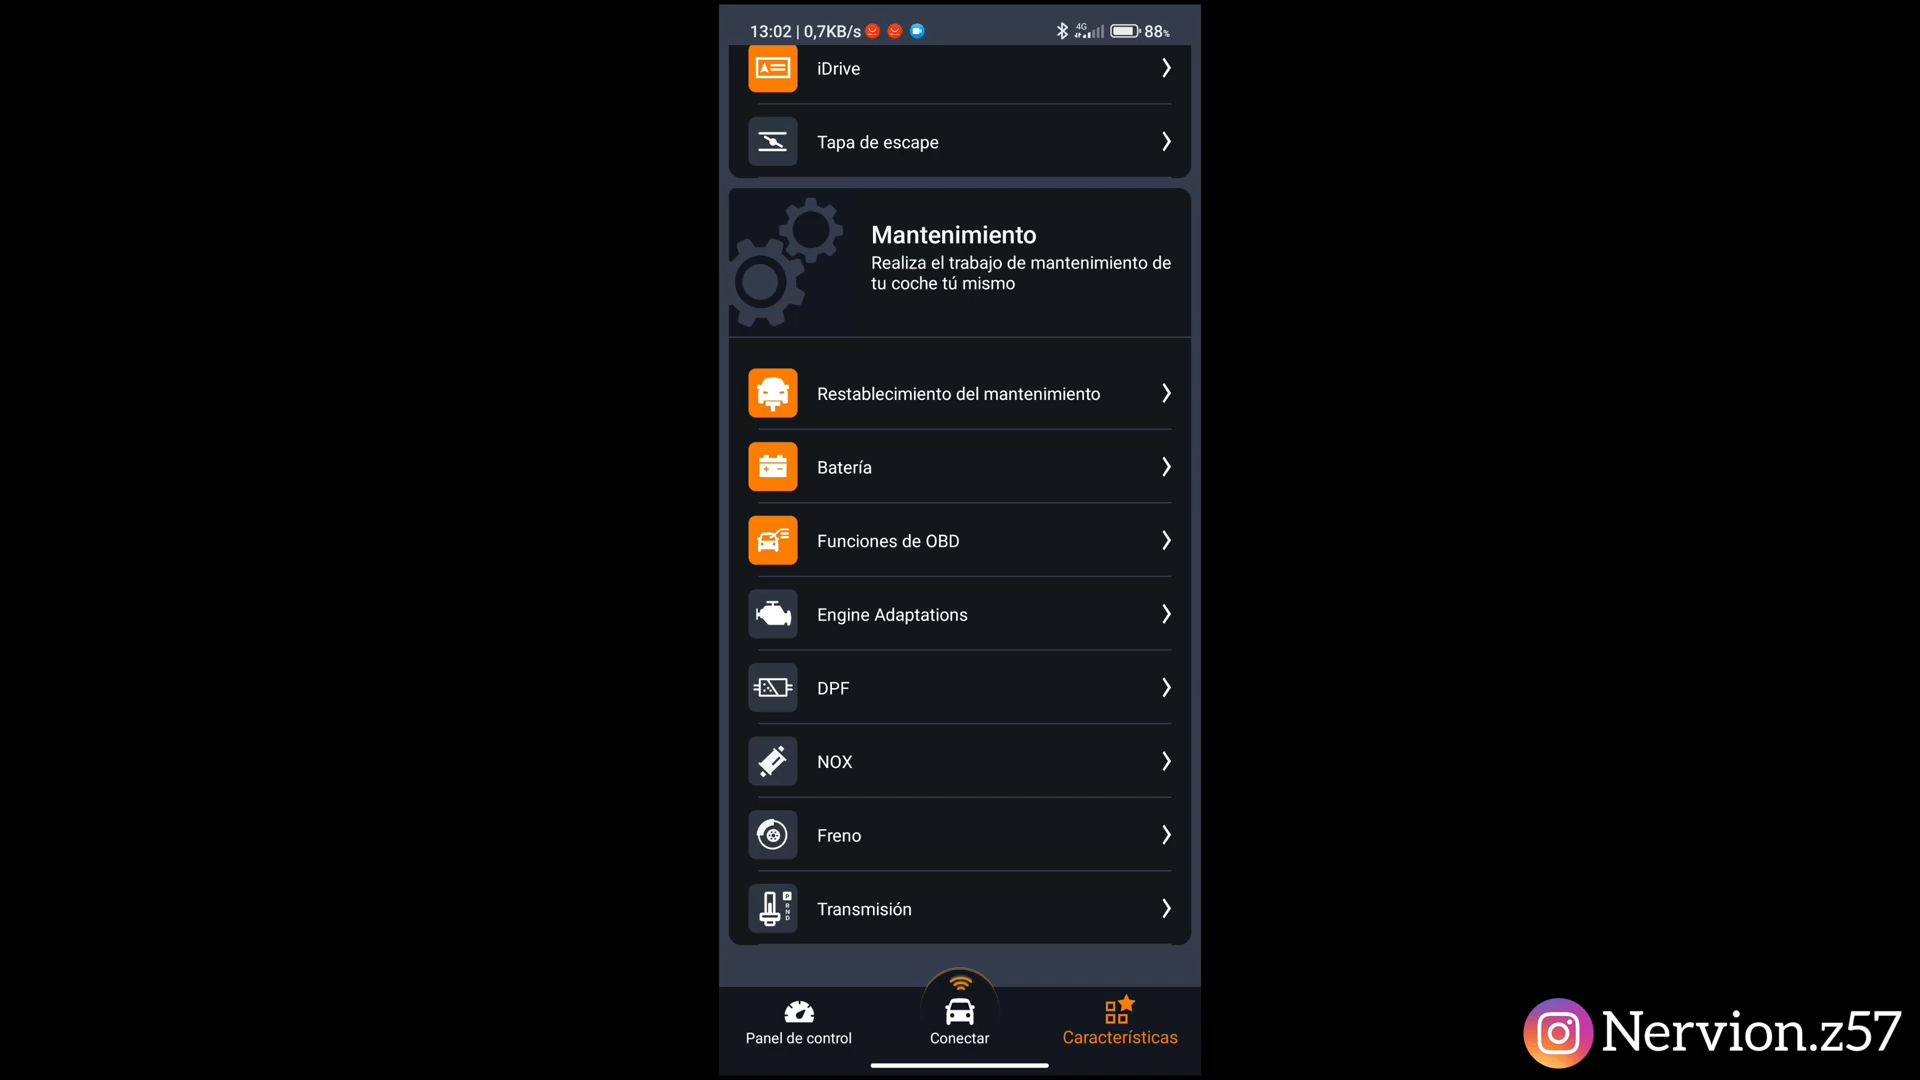 13:02 | 0,7KB/s 4G 88%
iDrive
Tapa de escape
Mantenimiento
Realiza el trabajo de mantenimiento de
tu coche tú mismo
Restablecimiento del mantenimiento
Batería
Funciones de OBD
Engine Adaptations
DPF
NOX
Freno
P
R
N
D
Transmisión
Panel de control
Conectar
Características
Nervion.z57